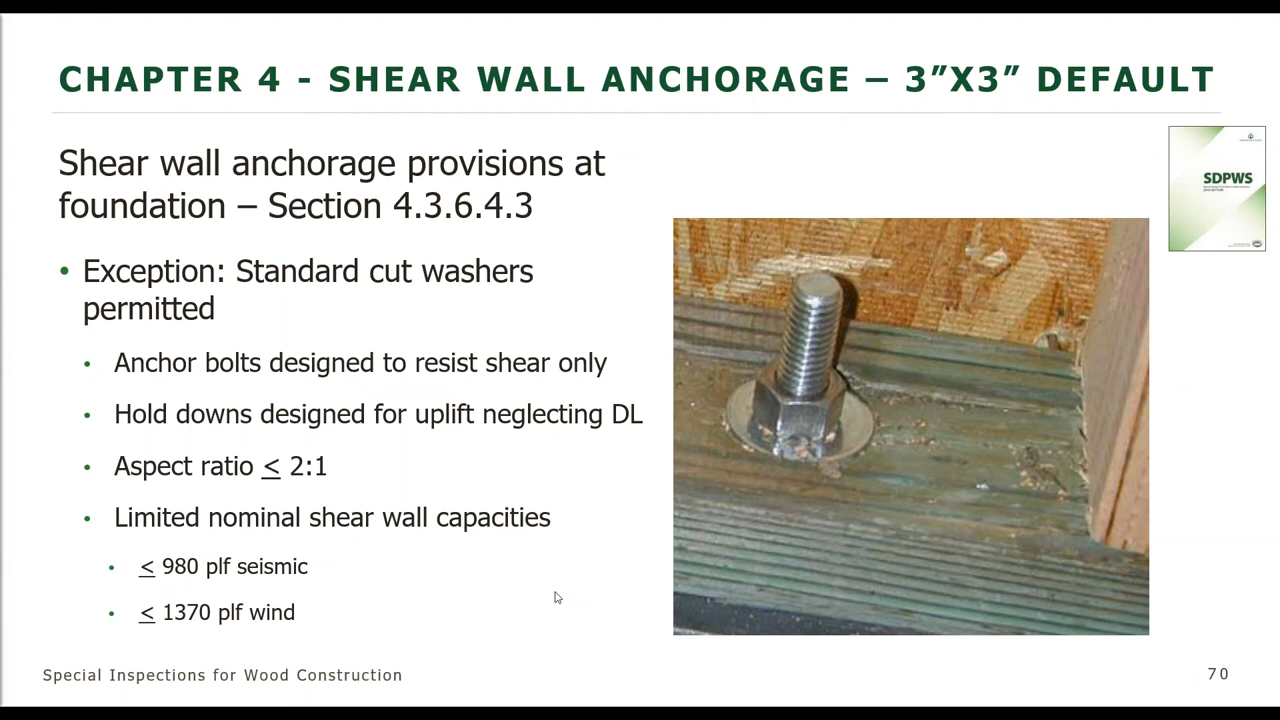 CHAPTER 4 - SHEAR WALL ANCHORAGE – 3”X3” DEFAULT
Shear wall anchorage provisions at
foundation – Section 4.3.6.4.3
• Exception: Standard cut washers
permitted
• Anchor bolts designed to resist shear only
• Hold downs designed for uplift neglecting DL
• Aspect ratio < 2:1
• Limited nominal shear wall capacities
• < 980 plf seismic
• < 1370 plf wind
SDPWS
Special Inspections for Wood Construction
70